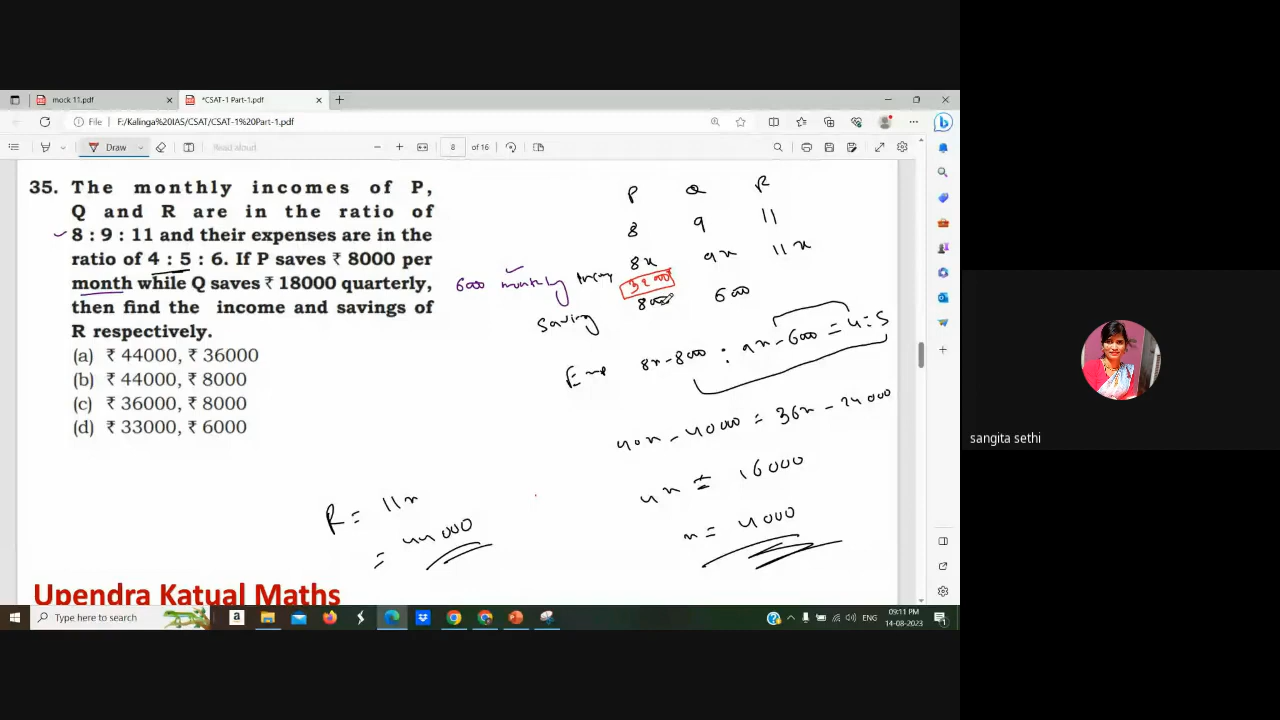 mock 11.pdf
*CSAT-1 Part-1.pdf
File F:/Kalinga%20IAS/CSAT/CSAT-1%20Part-1.pdf
Draw Read aloud 8 of 16
35. The monthly incomes of P,
Q and R are in the ratio of
8 : 9 : 11 and their expenses are in the
ratio of 4 : 5 : 6. If P saves ₹ 8000 per
month while Q saves ₹ 18000 quarterly,
then find the income and savings of
R respectively.
(a) ₹ 44000, ₹ 36000
(b) ₹ 44000, ₹ 8000
(c) ₹ 36000, ₹ 8000
(d) ₹ 33000, ₹ 6000
P Q R
8 9 11
8x 9x 11x
6000 monthly
32000
Saving 8000 6000
Exp 8x-8000 : 9x-6000 = 4:5
40x - 40000 = 36x - 24000
4x = 16000
x = 4000
R = 11x
= 44000
Upendra Katual Maths
Type here to search
ENG
09:11 PM
14-08-2023
sangita sethi